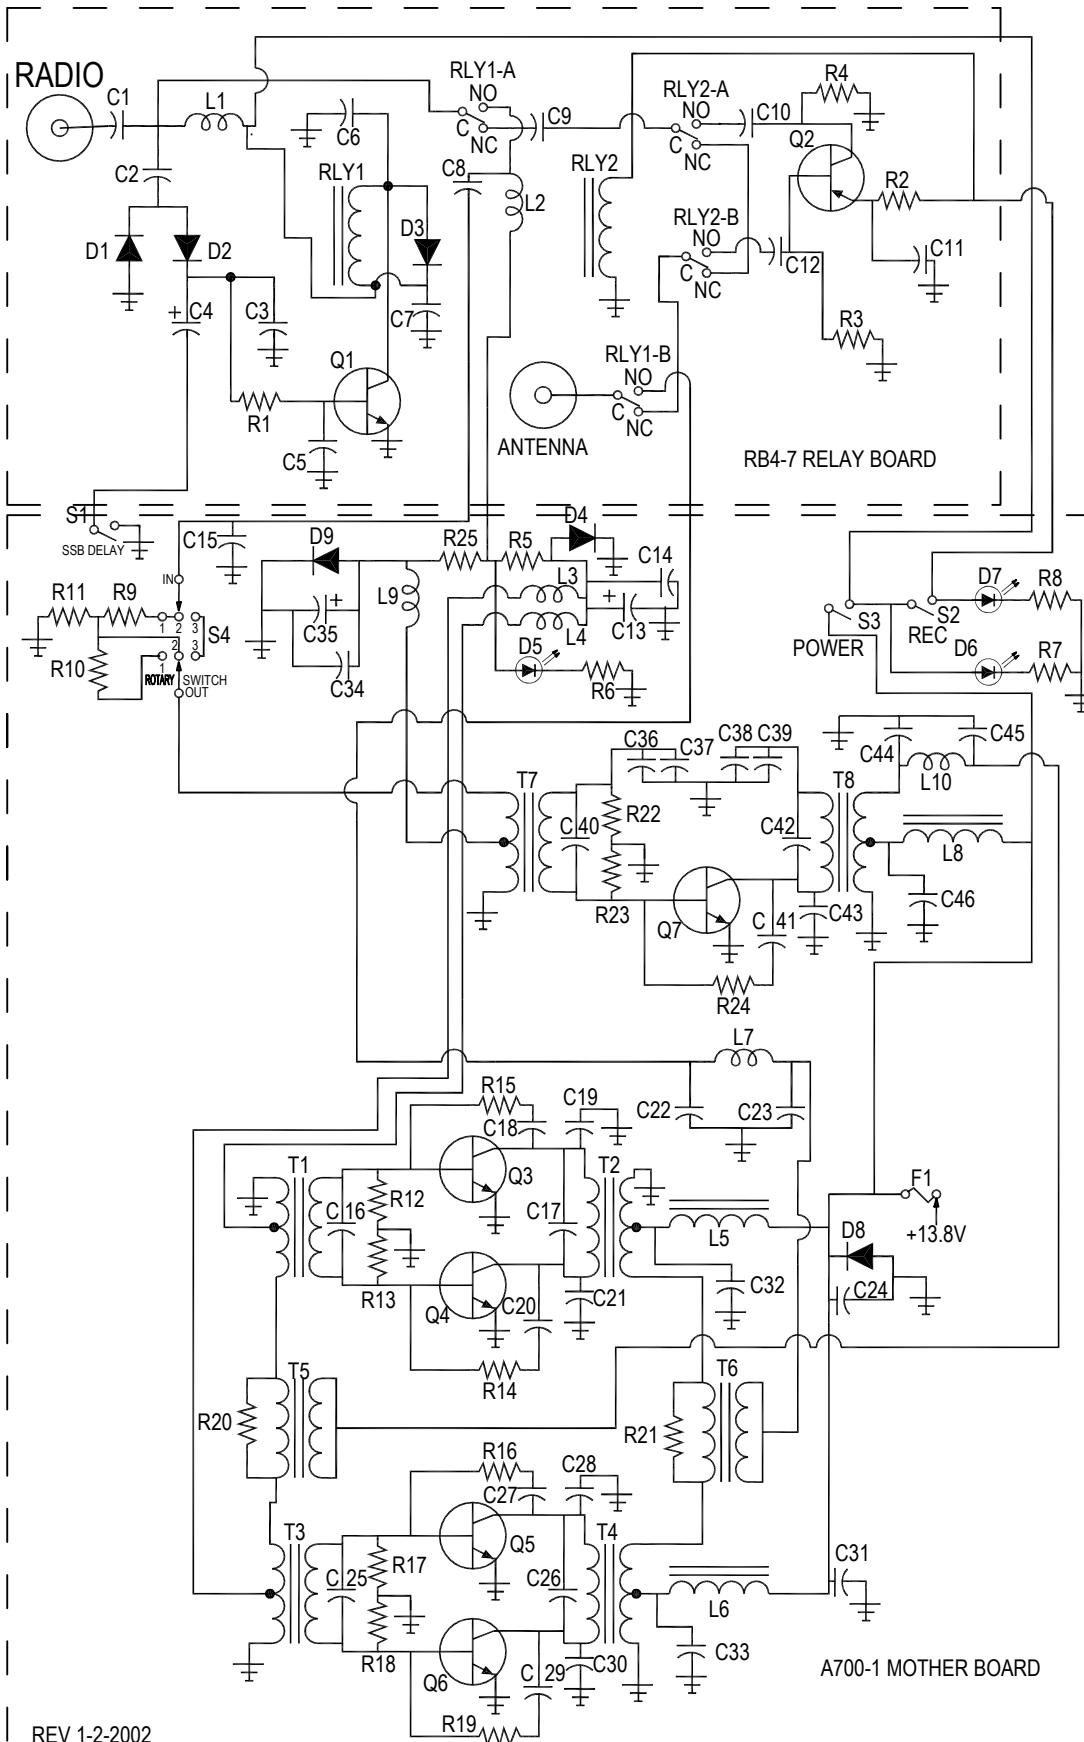 RADIO
C1
L1
C2
D1
D2
+
C4
C3
R1
C5
Q1
C6
RLY1
D3
C7
RLY1-A
NO
C
NC
C8
C9
L2
RLY2
RLY2-A
NO
C
NC
C10
R4
Q2
R2
C11
RLY2-B
NO
C
NC
C12
R3
RLY1-B
NO
C
NC
ANTENNA
RB4-7 RELAY BOARD
S1
SSB DELAY
C15
D9
R25
R5
D4
C14
L3
L4
+
C13
L9
C35
+
C34
D5
R6
IN
R11
R9
R10
1
2
3
S4
2
1
3
ROTARY SWITCH
OUT
S3
POWER
S2
REC
D7
R8
D6
R7
T7
C40
C36
C37
R22
R23
C38
C39
Q7
C41
R24
C42
C43
T8
C44
C45
L10
L8
C46
L7
C22
C23
R15
C18
C19
Q3
T1
C16
R12
R13
C17
T2
L5
C32
Q4
C20
C21
R14
F1
+13.8V
D8
C24
T5
R20
T6
R21
R16
C27
C28
Q5
T3
C25
R17
R18
C26
T4
L6
C33
C31
Q6
C29
C30
R19
A700-1 MOTHER BOARD
REV 1-2-2002